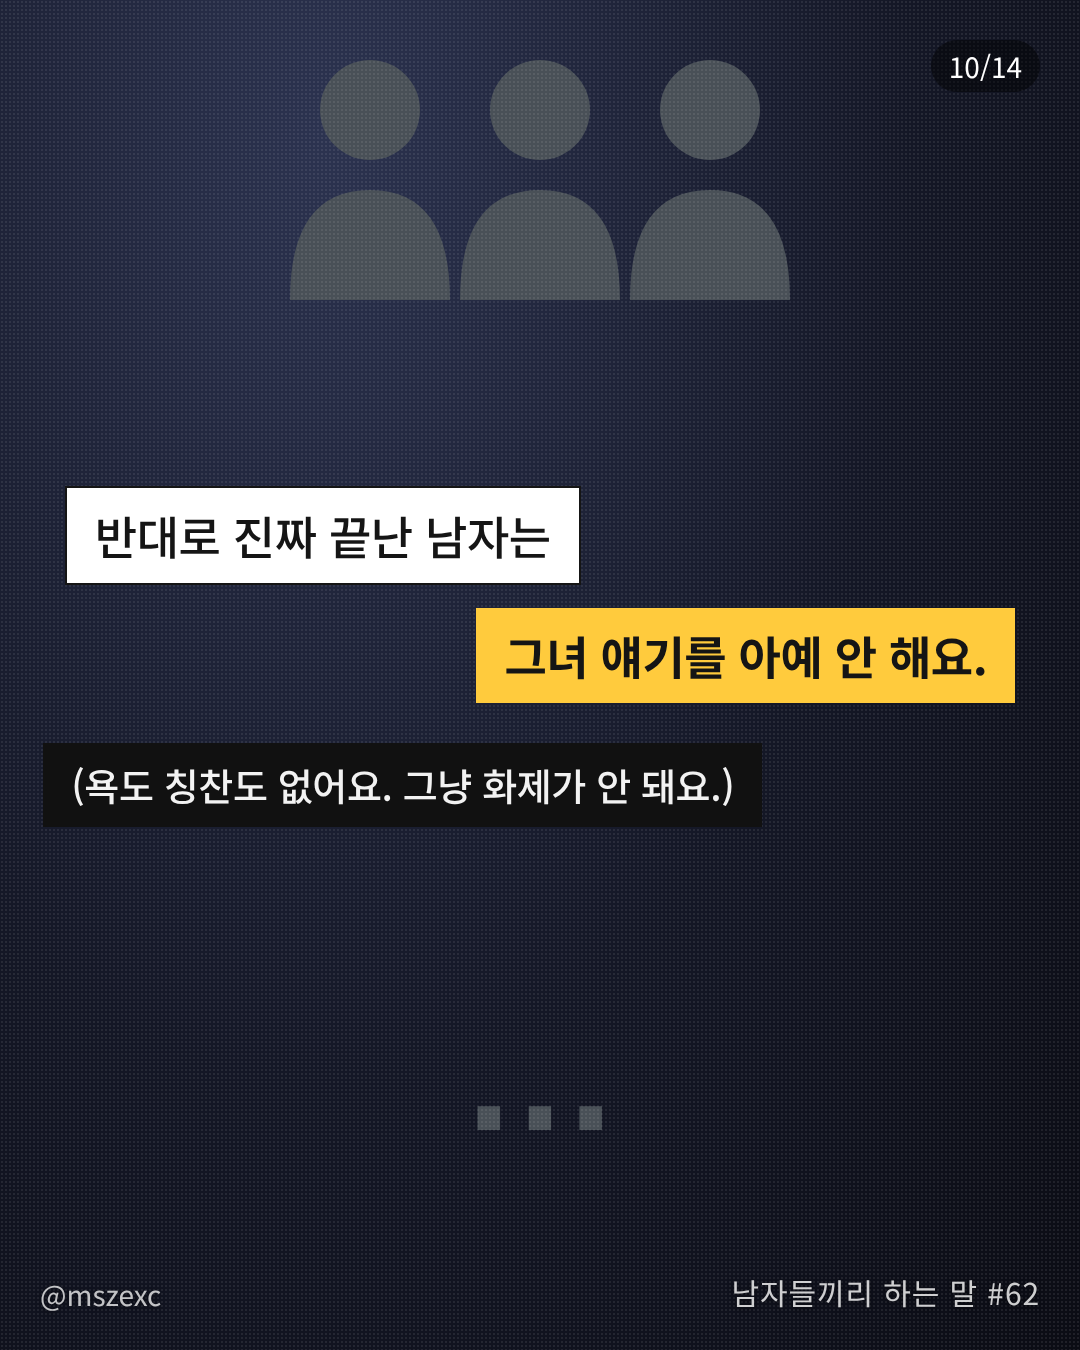 10/14
반대로 진짜 끝난 남자는
그녀 얘기를 아예 안 해요.
(욕도 칭찬도 없어요. 그냥 화제가 안 돼요.)
@mszexc
남자들끼리 하는 말 #62